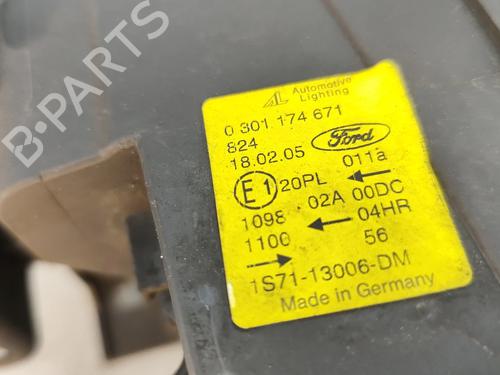 B-PARTS
AL Automotive
Lighting
0 301 174 671
824
18.02.05 Ford
E1 20PL 011a
1098 02A 00DC
1100 04HR
56
1S71-13006-DM
Made in Germany